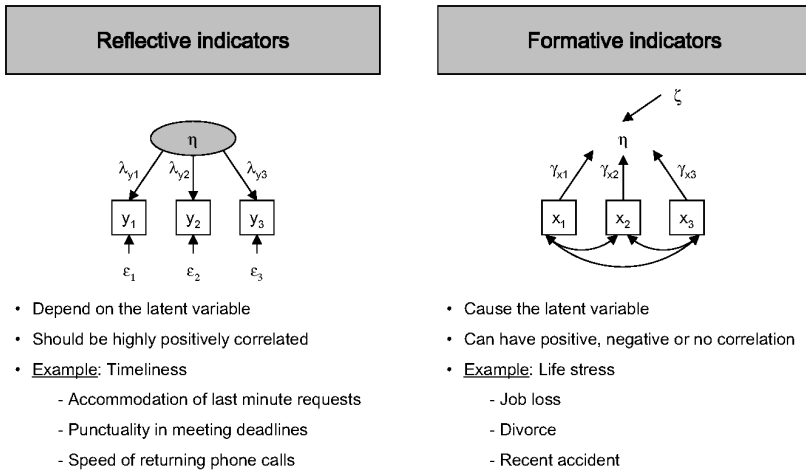 Reflective indicators
η
λy1 λy2 λy3
y1 y2 y3
ε1 ε2 ε3
• Depend on the latent variable
• Should be highly positively correlated
• Example: Timeliness
- Accommodation of last minute requests
- Punctuality in meeting deadlines
- Speed of returning phone calls
Formative indicators
ζ
η
γx1 γx2 γx3
x1 x2 x3
• Cause the latent variable
• Can have positive, negative or no correlation
• Example: Life stress
- Job loss
- Divorce
- Recent accident